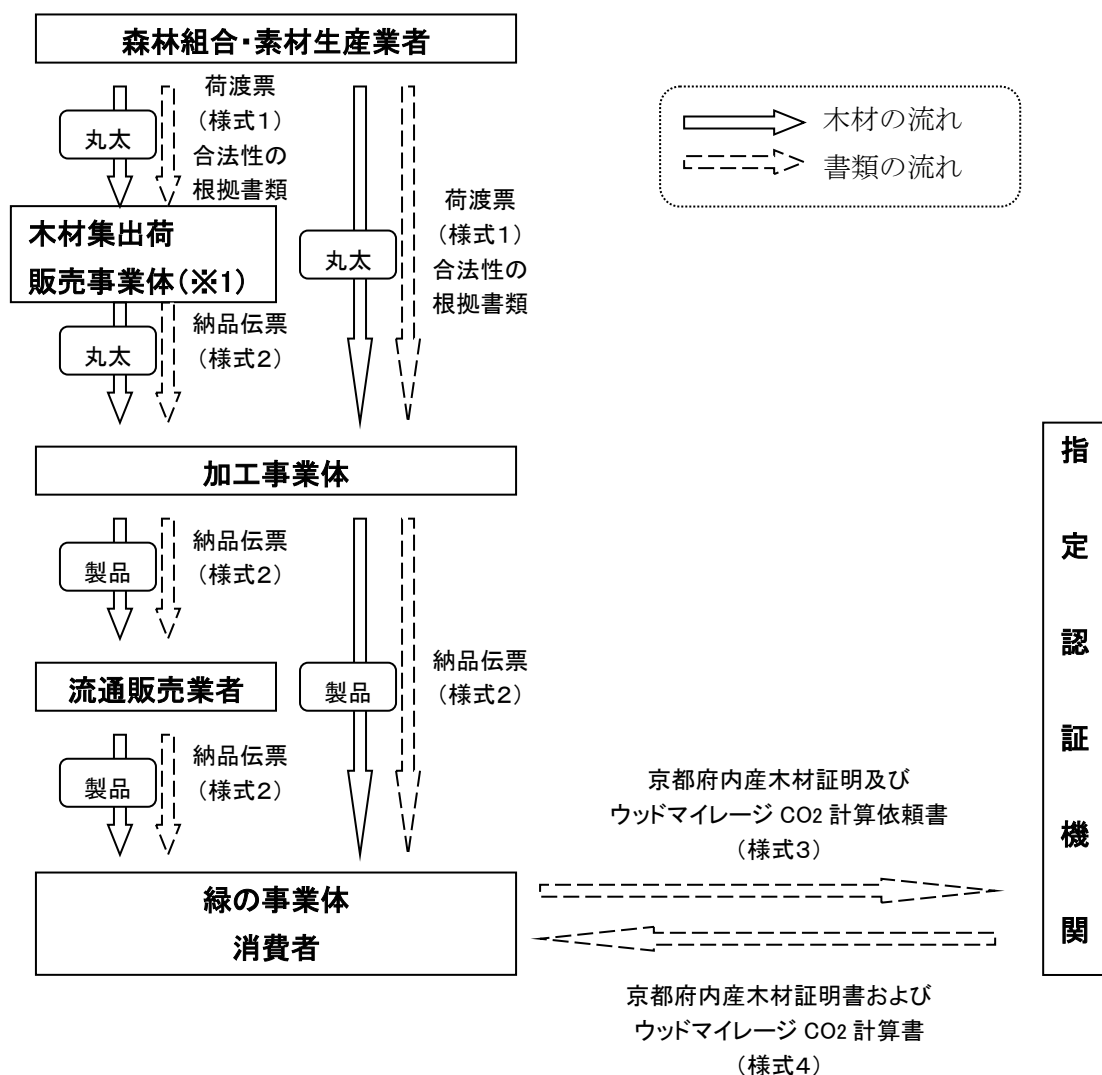 森林組合・素材生産業者
荷渡票
(様式1)
合法性の
根拠書類
丸太
木材の流れ
書類の流れ
荷渡票
(様式1)
合法性の
根拠書類
丸太
木材集出荷
販売事業体(※1)
納品伝票
(様式2)
丸太
加工事業体
納品伝票
(様式2)
製品
納品伝票
(様式2)
製品
流通販売業者
納品伝票
(様式2)
製品
緑の事業体
消費者
京都府内産木材証明及び
ウッドマイレージ CO2 計算依頼書
(様式3)
京都府内産木材証明書および
ウッドマイレージ CO2 計算書
(様式4)
指
定
認
証
機
関